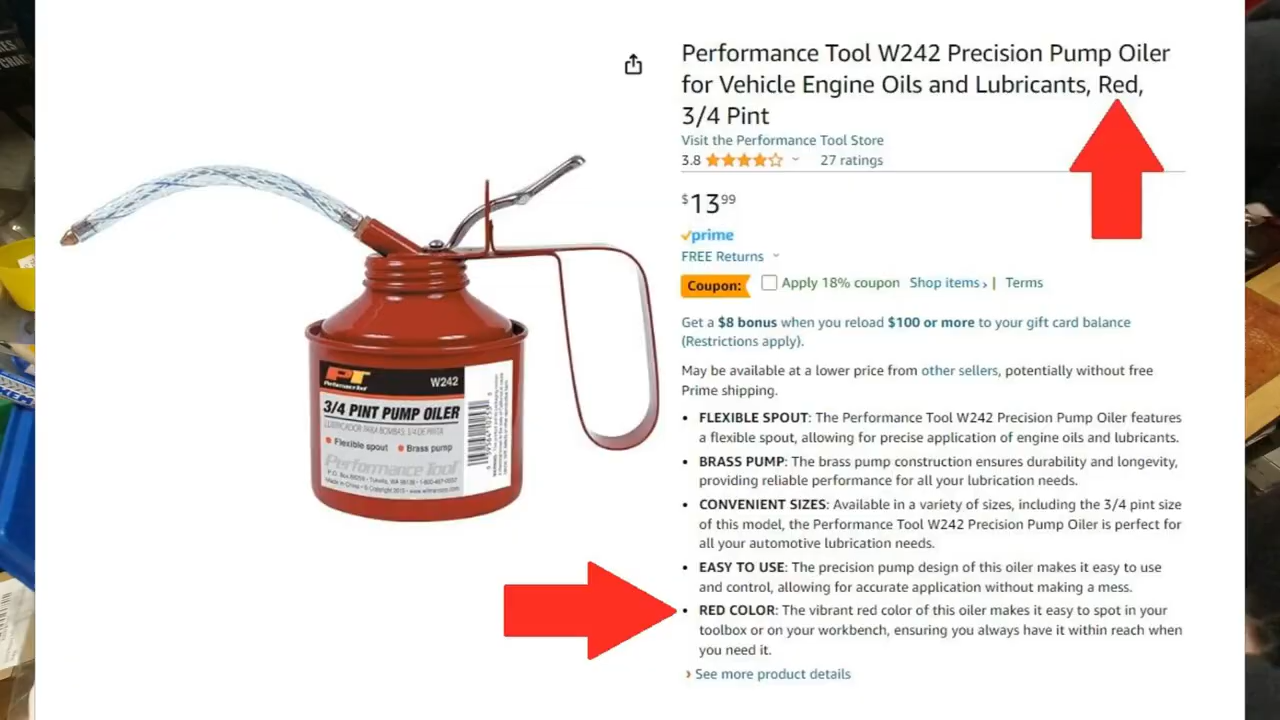 Performance Tool W242 Precision Pump Oiler
for Vehicle Engine Oils and Lubricants, Red,
3/4 Pint
Visit the Performance Tool Store
3.8
27 ratings
$13 99
prime
FREE Returns
Coupon: Apply 18% coupon Shop items › | Terms
Get a $8 bonus when you reload $100 or more to your gift card balance
(Restrictions apply).
May be available at a lower price from other sellers, potentially without free
Prime shipping.
• FLEXIBLE SPOUT: The Performance Tool W242 Precision Pump Oiler features
a flexible spout, allowing for precise application of engine oils and lubricants.
• BRASS PUMP: The brass pump construction ensures durability and longevity,
providing reliable performance for all your lubrication needs.
• CONVENIENT SIZES: Available in a variety of sizes, including the 3/4 pint size
of this model, the Performance Tool W242 Precision Pump Oiler is perfect for
all your automotive lubrication needs.
• EASY TO USE: The precision pump design of this oiler makes it easy to use
and control, allowing for accurate application without making a mess.
• RED COLOR: The vibrant red color of this oiler makes it easy to spot in your
toolbox or on your workbench, ensuring you always have it within reach when
you need it.
› See more product details
PT
Performance Tool
W242
3/4 PINT PUMP OILER
Flexible spout
Brass pump
Performance Tool